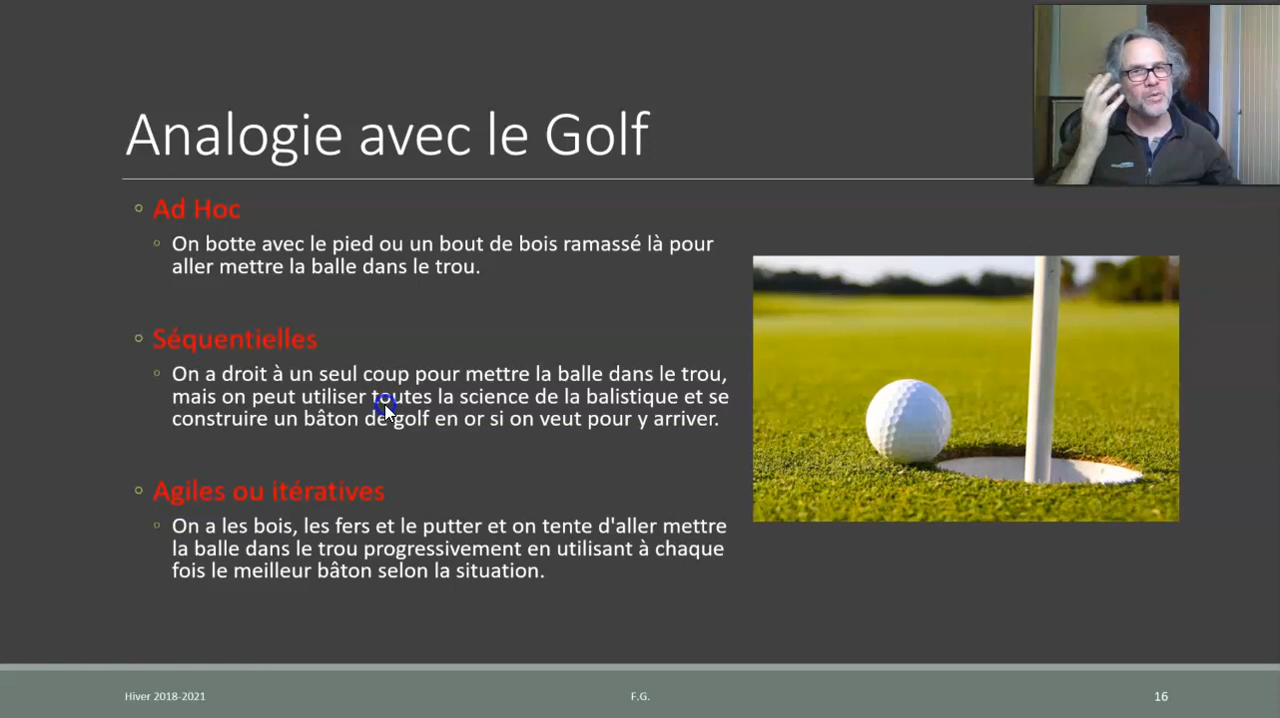 Analogie avec le Golf
Ad Hoc
On botte avec le pied ou un bout de bois ramassé là pour
aller mettre la balle dans le trou.
Séquentielles
On a droit à un seul coup pour mettre la balle dans le trou,
mais on peut utiliser toutes la science de la balistique et se
construire un bâton de golf en or si on veut pour y arriver.
Agiles ou itératives
On a les bois, les fers et le putter et on tente d'aller mettre
la balle dans le trou progressivement en utilisant à chaque
fois le meilleur bâton selon la situation.
Hiver 2018-2021
F.G.
16